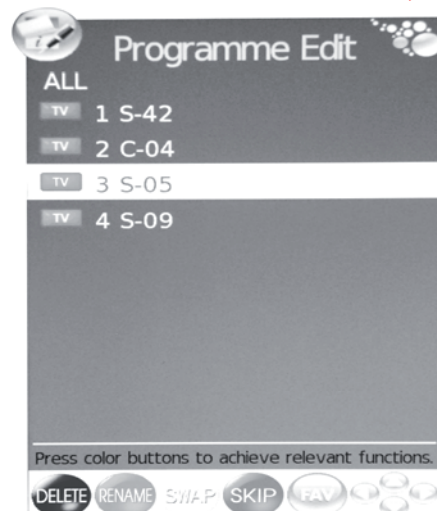 Programme Edit
ALL
TV 1 S-42
TV 2 C-04
TV 3 S-05
TV 4 S-09
Press color buttons to achieve relevant functions.
DELETE RENAME SWAP SKIP FAV